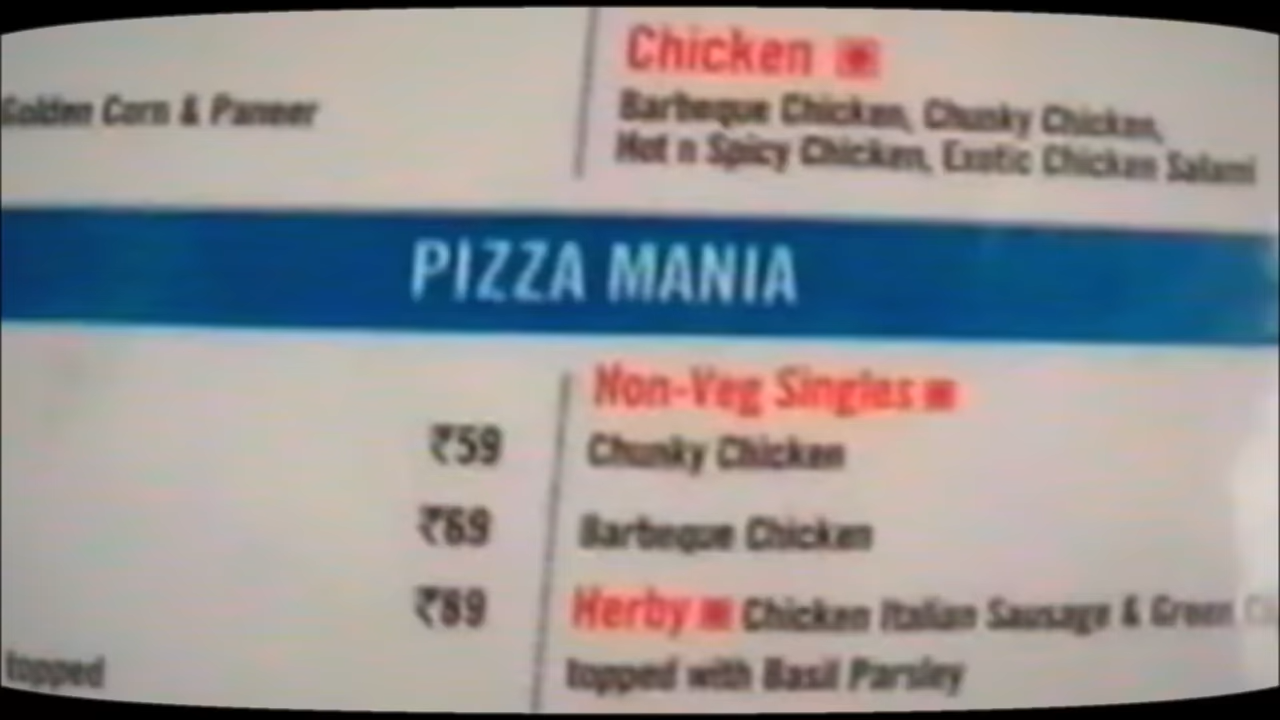 Chicken
Golden Corn & Paneer
Barbeque Chicken, Chunky Chicken,
Hot n Spicy Chicken, Exotic Chicken Salami
PIZZA MANIA
Non-Veg Singles
₹59 Chunky Chicken
₹69 Barbeque Chicken
₹89 Herby Chicken Italian Sausage & Green
topped topped with Basil Parsley